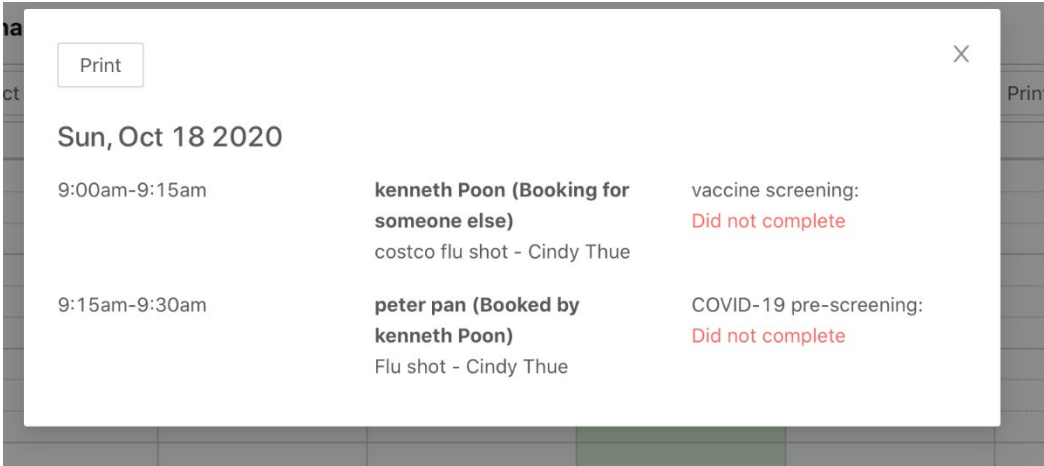 Print
Sun, Oct 18 2020
9:00am-9:15am
kenneth Poon (Booking for
someone else)
costco flu shot - Cindy Thue
vaccine screening:
Did not complete
9:15am-9:30am
peter pan (Booked by
kenneth Poon)
Flu shot - Cindy Thue
COVID-19 pre-screening:
Did not complete